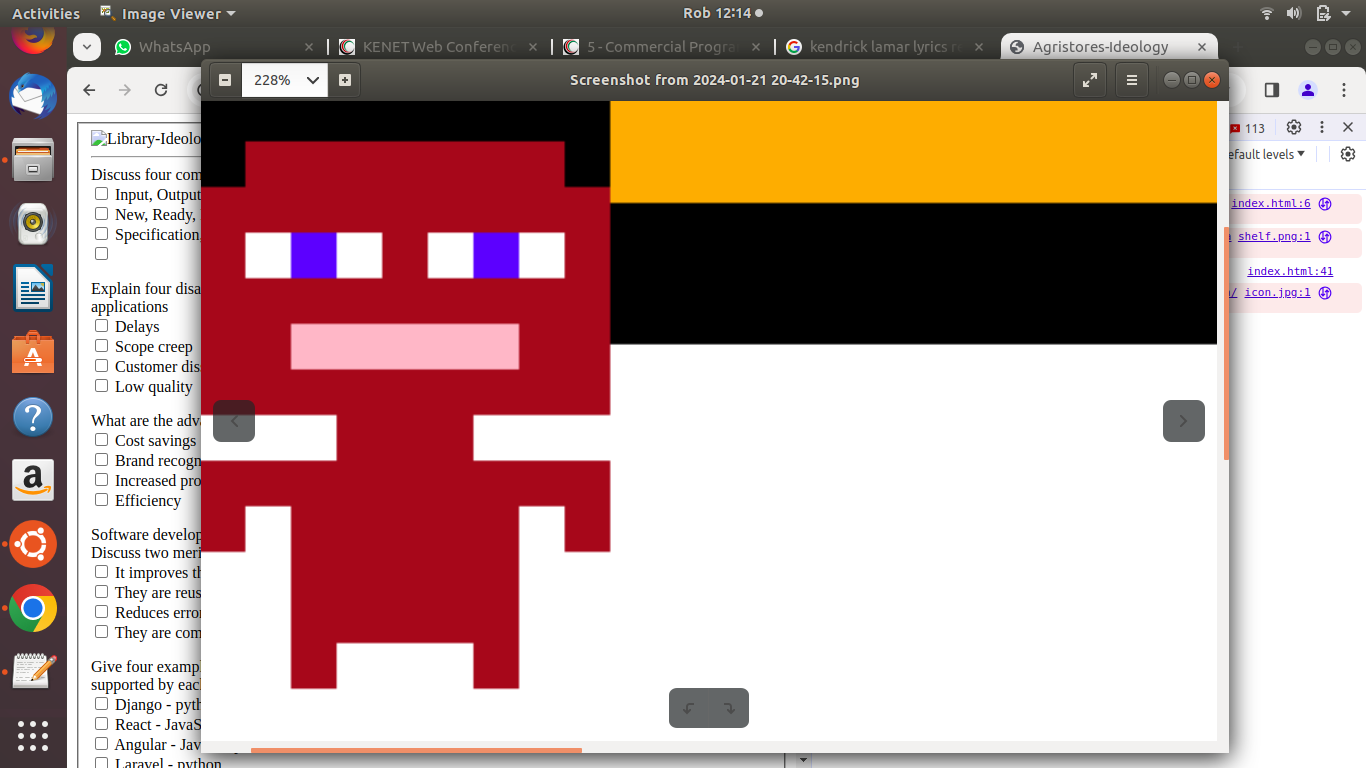 Activities
Image Viewer
Rob 12:14
WhatsApp
KENET Web Conferenc
5 - Commercial Progra
kendrick lamar lyrics
Agristores-Ideology
228%
Screenshot from 2024-01-21 20-42-15.png
113
efault levels
index.html:6
shelf.png:1
index.html:41
icon.jpg:1
Library-Ideolo
Discuss four com
Input, Output
New, Ready,
Specification,
Explain four disa
applications
Delays
Scope creep
Customer dis
Low quality
What are the adva
Cost savings
Brand recogn
Increased pro
Efficiency
Software develop
Discuss two meri
It improves th
They are reus
Reduces error
They are com
Give four exampl
supported by eac
Django - pyth
React - JavaS
Angular - Jav
Laravel - python